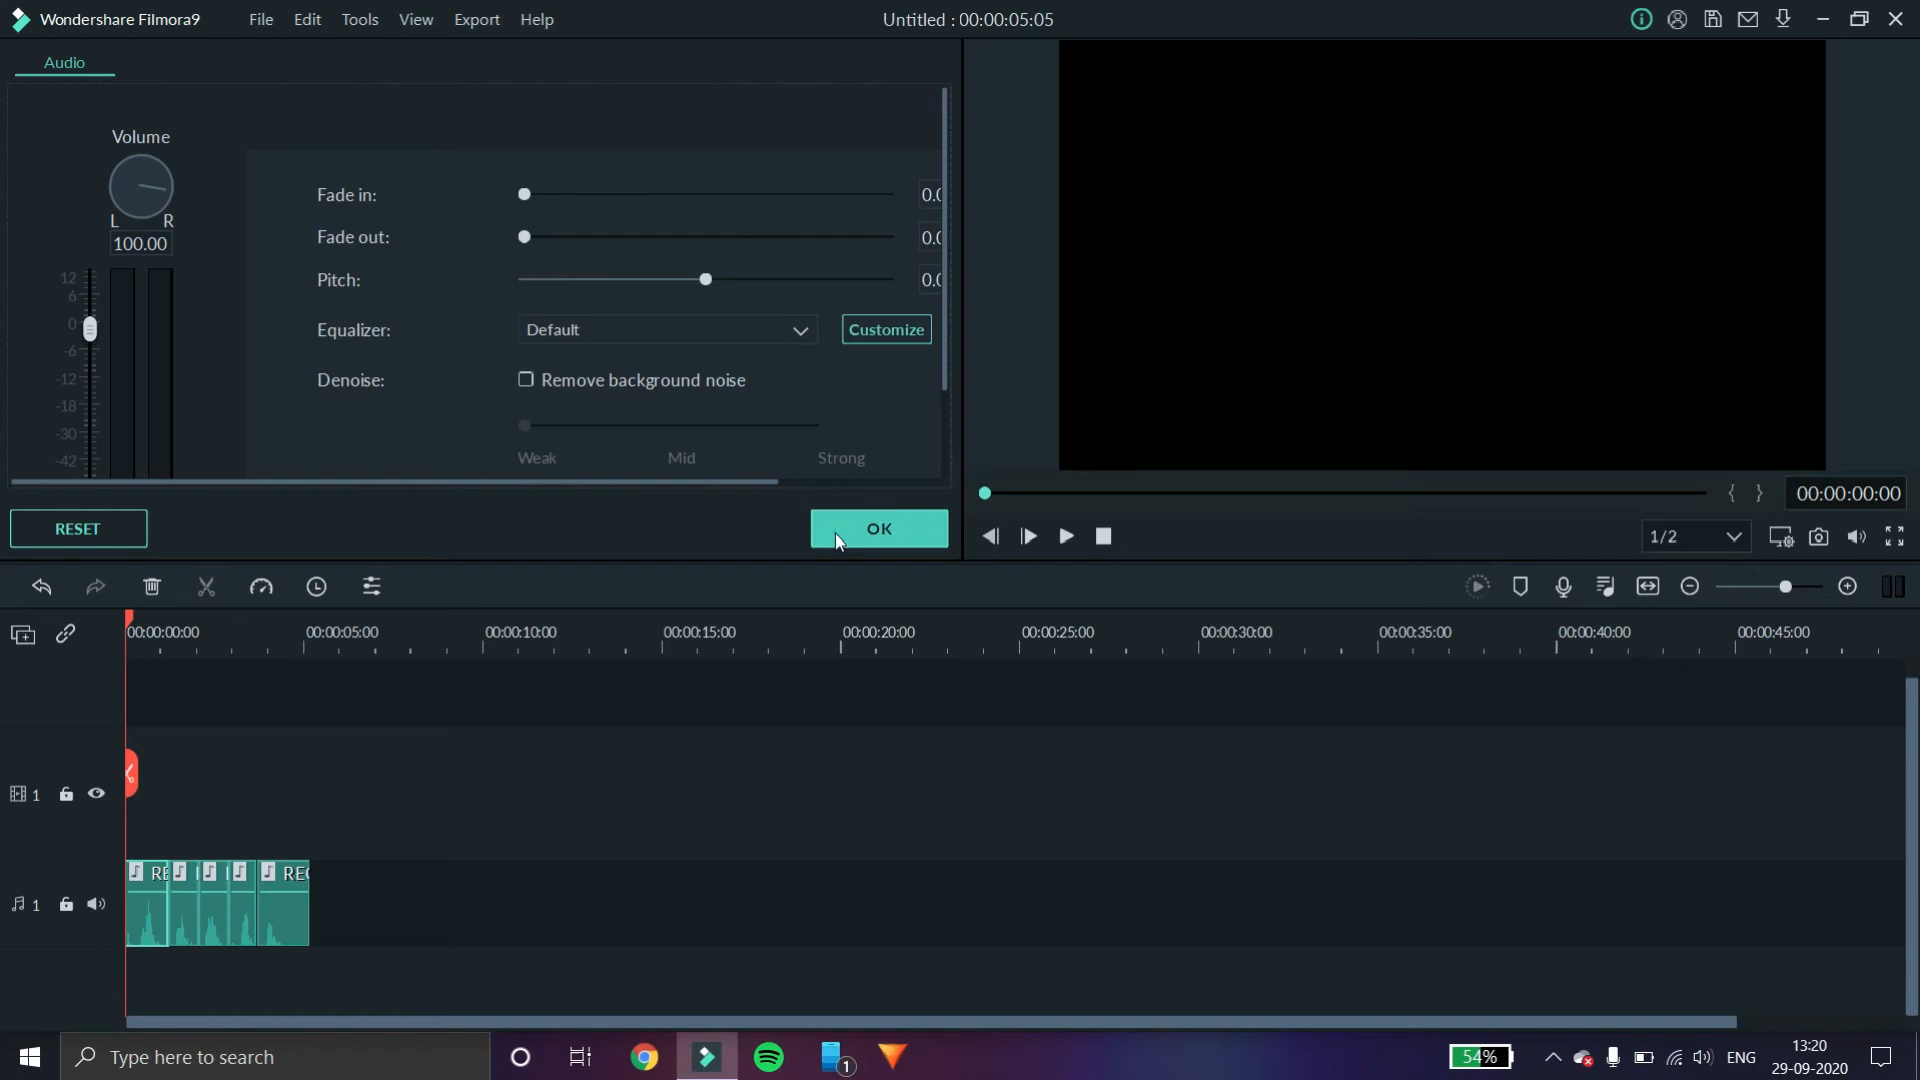 Wondershare Filmora9
File
Edit
Tools
View
Export
Help
Untitled : 00:00:05:05
Audio
Volume
L R
100.00
12
6
0
-6
-12
-18
-30
-42
Fade in:
0.0
Fade out:
0.0
Pitch:
0.0
Equalizer:
Default
Customize
Denoise:
Remove background noise
Weak
Mid
Strong
RESET
OK
00:00:00:00
1/2
00:00:00:00
00:00:05:00
00:00:10:00
00:00:15:00
00:00:20:00
00:00:25:00
00:00:30:00
00:00:35:00
00:00:40:00
00:00:45:00
1
1
RE
REC
Type here to search
1
54%
ENG
13:20
29-09-2020